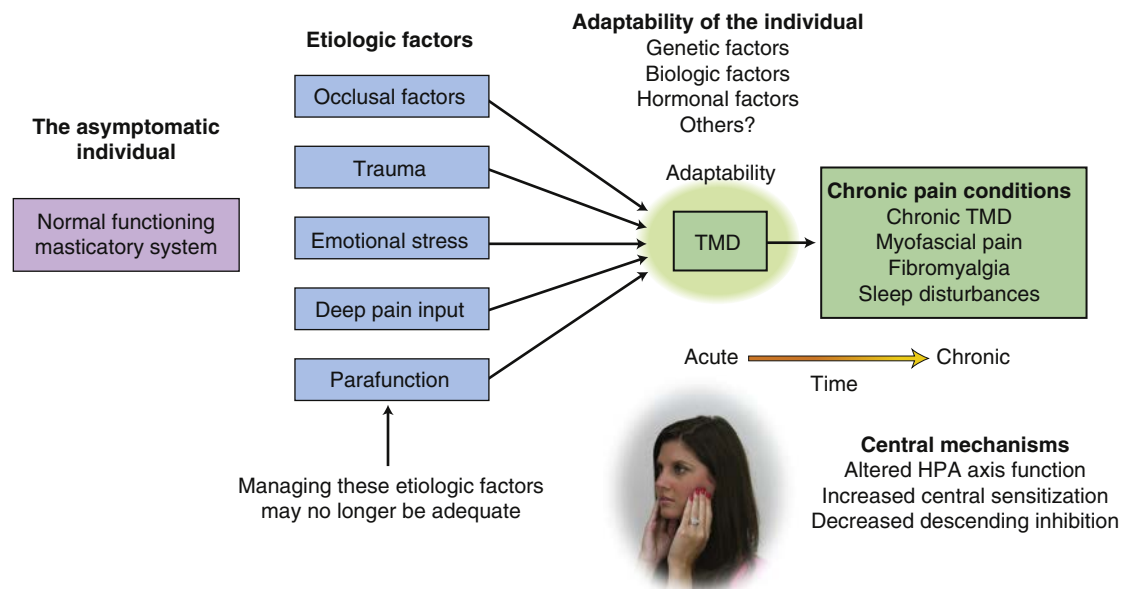 The asymptomatic
individual
Normal functioning
masticatory system
Etiologic factors
Occlusal factors
Trauma
Emotional stress
Deep pain input
Parafunction
Managing these etiologic factors
may no longer be adequate
Adaptability of the individual
Genetic factors
Biologic factors
Hormonal factors
Others?
Adaptability
TMD
Chronic pain conditions
Chronic TMD
Myofascial pain
Fibromyalgia
Sleep disturbances
Acute
Chronic
Time
Central mechanisms
Altered HPA axis function
Increased central sensitization
Decreased descending inhibition